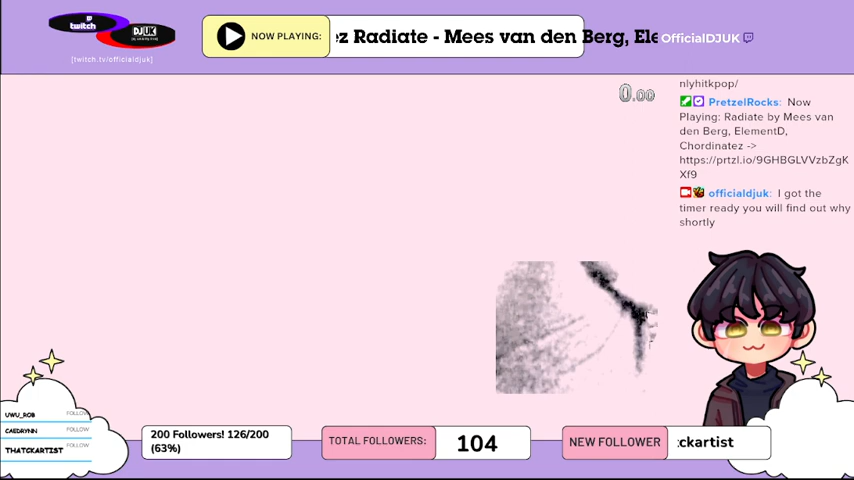 twitch
DJUK
[twitch.tv/officialdjuk]
NOW PLAYING:
z Radiate - Mees van den Berg, Ele
OfficialDJUK
0.00
nlyhitkpop/
PretzelRocks: Now
Playing: Radiate by Mees van
den Berg, ElementD,
Chordinatez ->
https://prtzl.io/9GHBGLVVzbZgK
Xf9
officialdjuk: I got the
timer ready you will find out why
shortly
UWU_ROB FOLLOW
CAEDRYNN FOLLOW
THATCKARTIST FOLLOW
200 Followers! 126/200
(63%)
TOTAL FOLLOWERS:
104
NEW FOLLOWER
ckartist